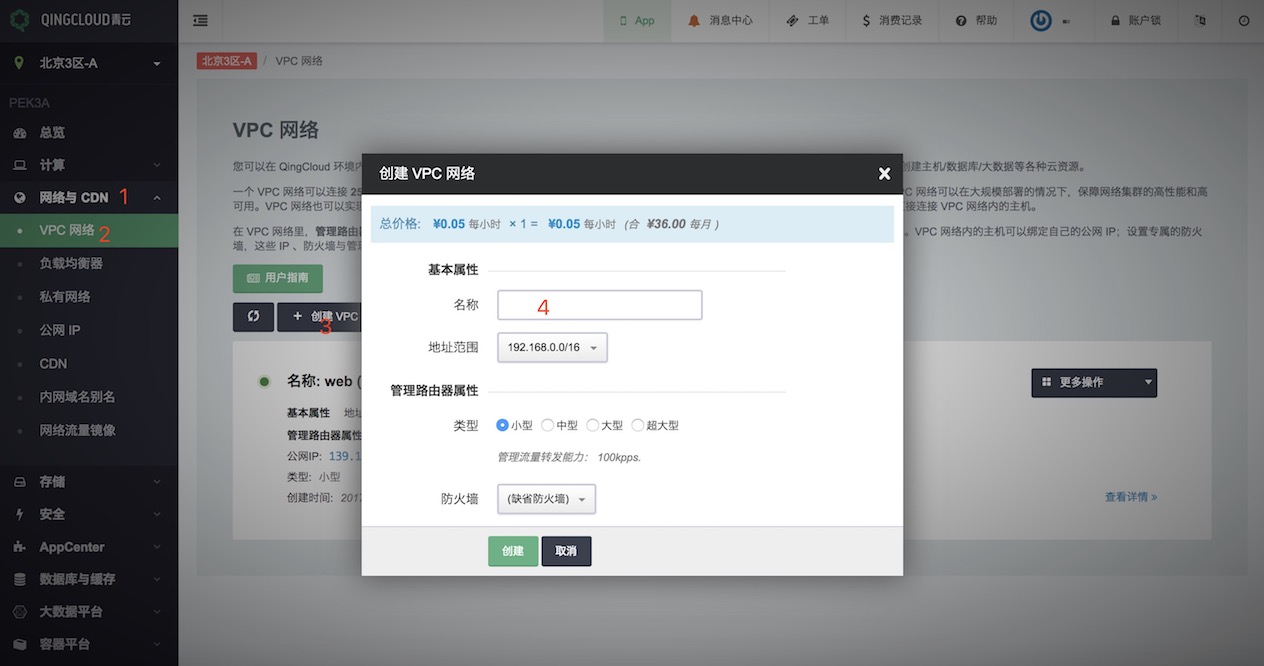 QINGCLOUD青云
App
消息中心
工单
消费记录
帮助
账户锁
北京3区-A
北京3区-A / VPC 网络
PEK3A
总览
计算
网络与 CDN 1
VPC 网络 2
负载均衡器
私有网络
公网 IP
CDN
内网域名别名
网络流量镜像
存储
安全
AppCenter
数据库与缓存
大数据平台
容器平台
VPC 网络
您可以在 QingCloud 环境内
创建主机/数据库/大数据等各种云资源。
一个 VPC 网络可以连接 25
C 网络可以在大规模部署的情况下，保障网络集群的高性能和高
可用。VPC 网络也可以实现
接连接 VPC 网络内的主机。
在 VPC 网络里，管理路由器
。VPC 网络内的主机可以绑定自己的公网 IP；设置专属的防火
墙，这些 IP 、防火墙与管理
用户指南
+ 创建 VPC
3
名称: web (
更多操作
基本属性 地址
管理路由器属性
公网IP: 139.1
类型: 小型
创建时间: 2017
查看详情 »
创建 VPC 网络
总价格: ¥0.05 每小时 × 1 = ¥0.05 每小时 (合 ¥36.00 每月 )
基本属性
名称 4
地址范围 192.168.0.0/16
管理路由器属性
类型 小型 中型 大型 超大型
管理流量转发能力： 100kpps.
防火墙 (缺省防火墙)
创建 取消